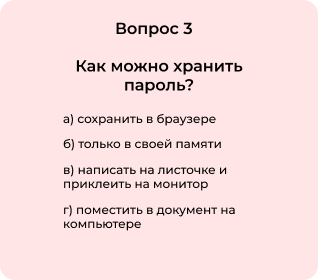 Вопрос 3
Как можно хранить
пароль?
а) сохранить в браузере
б) только в своей памяти
в) написать на листочке и
приклеить на монитор
г) поместить в документ на
компьютере